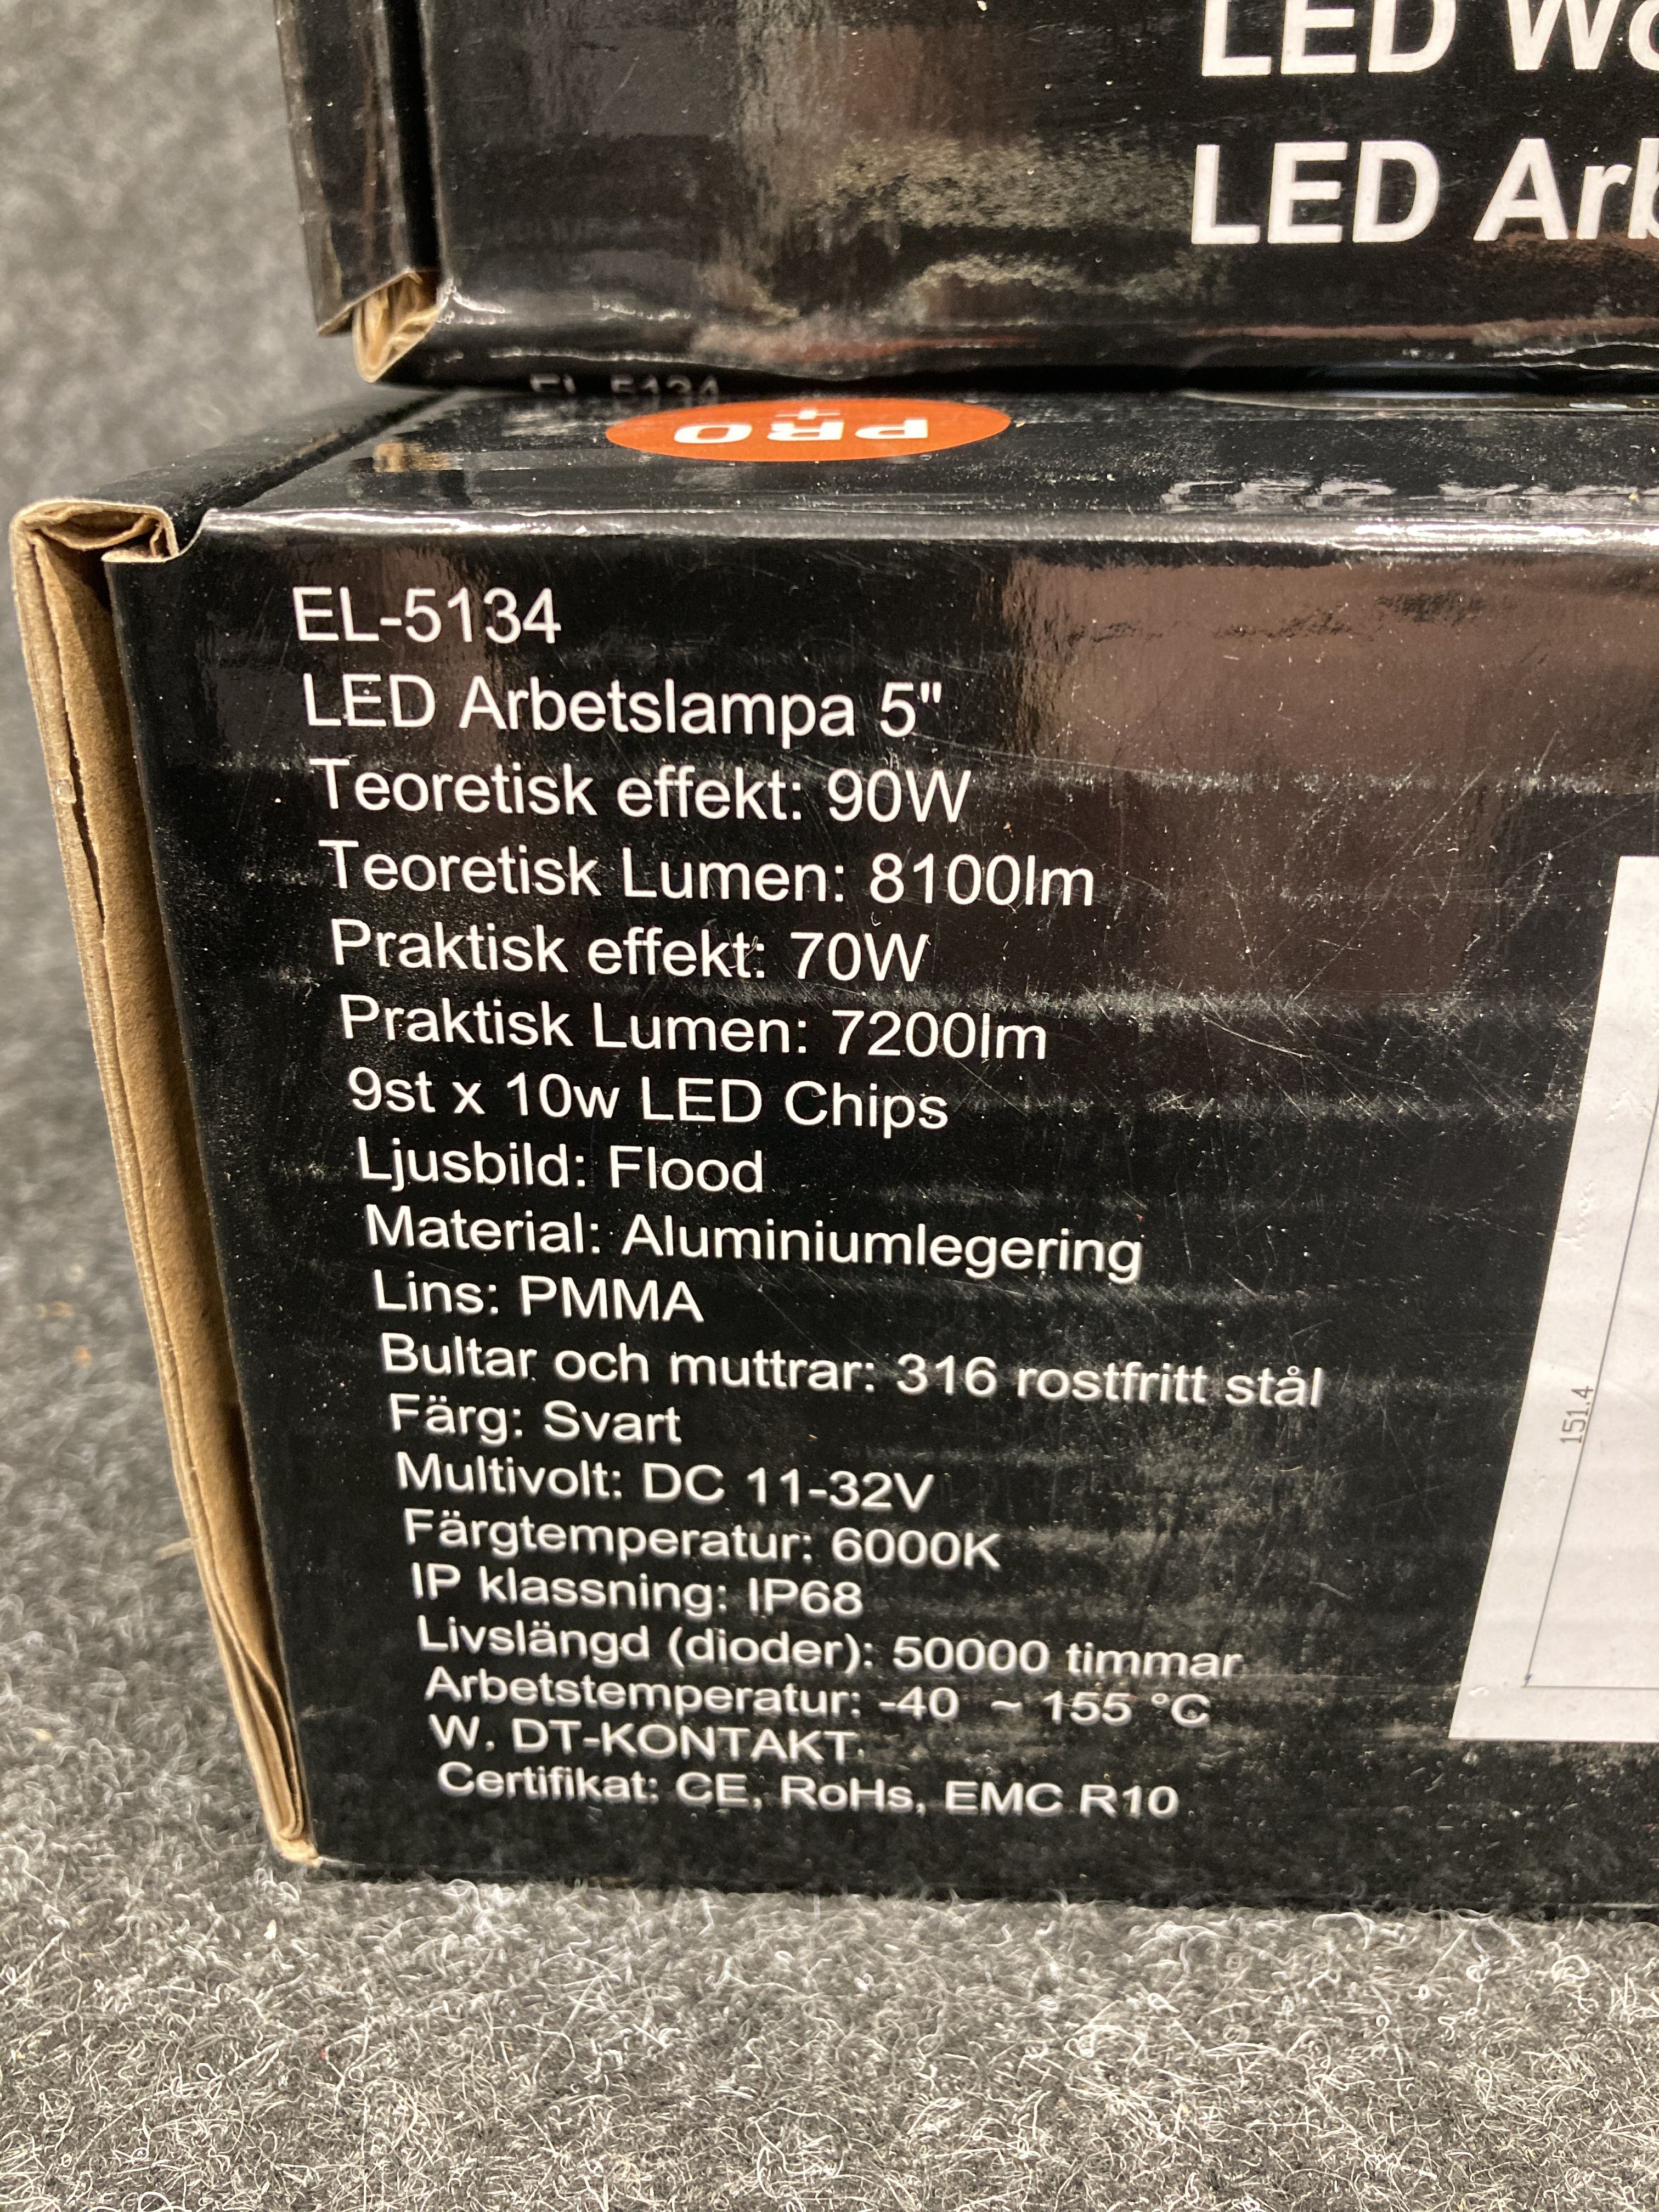 LED Wo
LED Arb
EL-5134
PRO
+
EL-5134
LED Arbetslampa 5"
Teoretisk effekt: 90W
Teoretisk Lumen: 8100lm
Praktisk effekt: 70W
Praktisk Lumen: 7200lm
9st x 10w LED Chips
Ljusbild: Flood
Material: Aluminiumlegering
Lins: PMMA
Bultar och muttrar: 316 rostfritt stål
Färg: Svart
Multivolt: DC 11-32V
Färgtemperatur: 6000K
IP klassning: IP68
Livslängd (dioder): 50000 timmar
Arbetstemperatur: -40 ~ 155 °C
W. DT-KONTAKT.
Certifikat: CE, RoHs, EMC R10
151.4